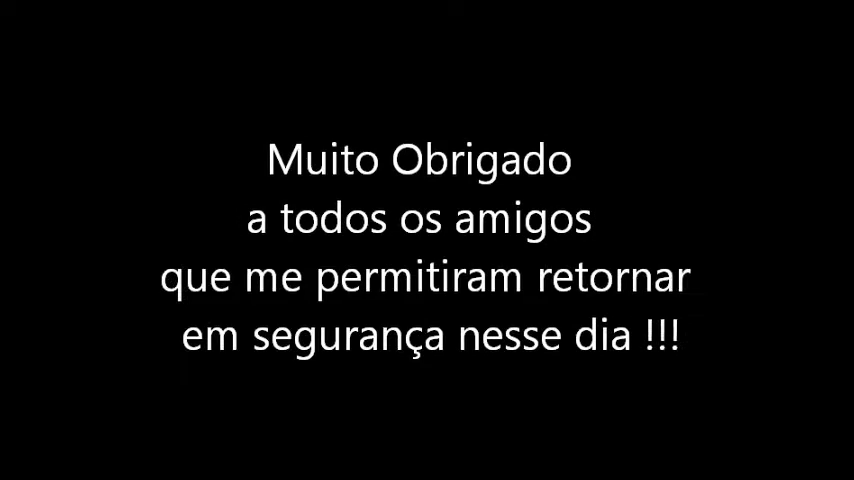 Muito Obrigado
a todos os amigos
que me permitiram retornar
em segurança nesse dia !!!